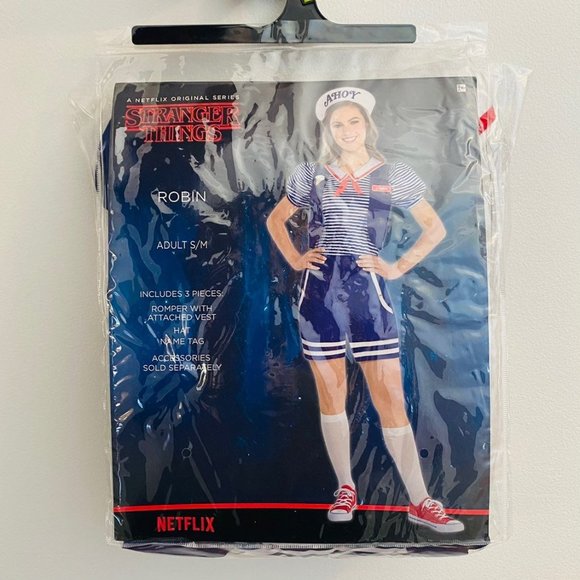 A NETFLIX ORIGINAL SERIES
STRANGER
THINGS
AHOY
ROBIN
ADULT S/M
INCLUDES 3 PIECES:
ROMPER WITH
ATTACHED VEST
HAT
NAME TAG
ACCESSORIES
SOLD SEPARATELY
NETFLIX